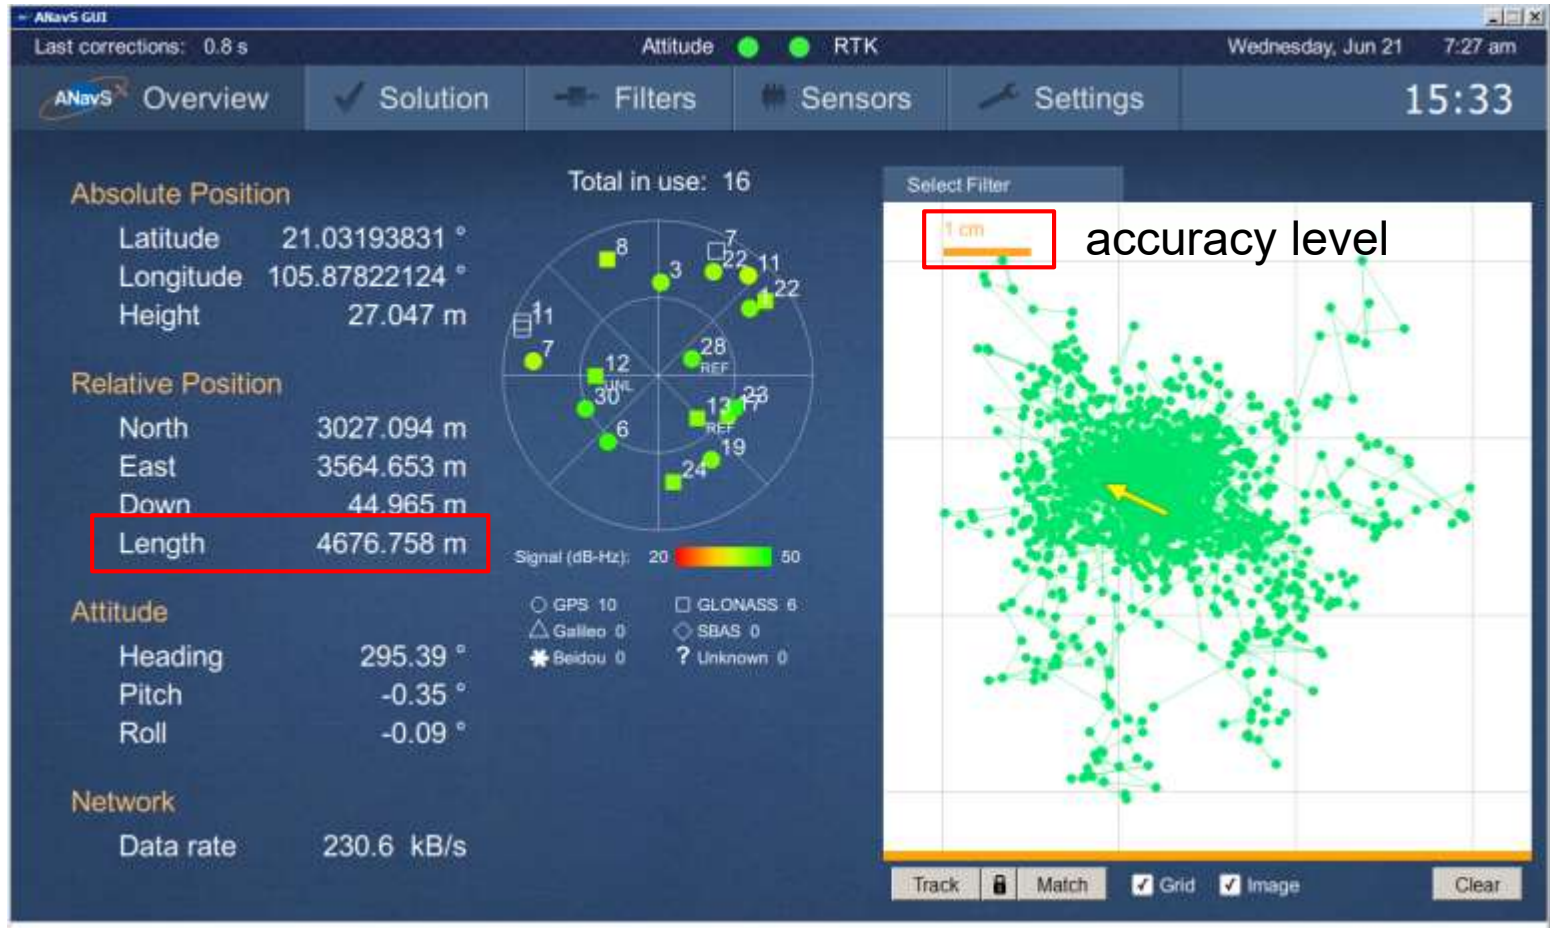 ANavS GUI
Last corrections: 0.8 s
Attitude
RTK
Wednesday, Jun 21 7:27 am
ANavS
Overview
Solution
Filters
Sensors
Settings
15:33
Absolute Position
Latitude 21.03193831 °
Longitude 105.87822124 °
Height 27.047 m
Relative Position
North 3027.094 m
East 3564.653 m
Down 44.965 m
Length 4676.758 m
Attitude
Heading 295.39 °
Pitch -0.35 °
Roll -0.09 °
Network
Data rate 230.6 kB/s
Total in use: 16
8
7
3
22
11
22
11
7
28
REF
12
UNL
30
6
13
REF
19
24
Signal (dB-Hz): 20 50
GPS 10 GLONASS 6
Galileo 0 SBAS 0
Beidou 0 ? Unknown 0
Select Filter
1 cm
accuracy level
Track Match Grid Image Clear